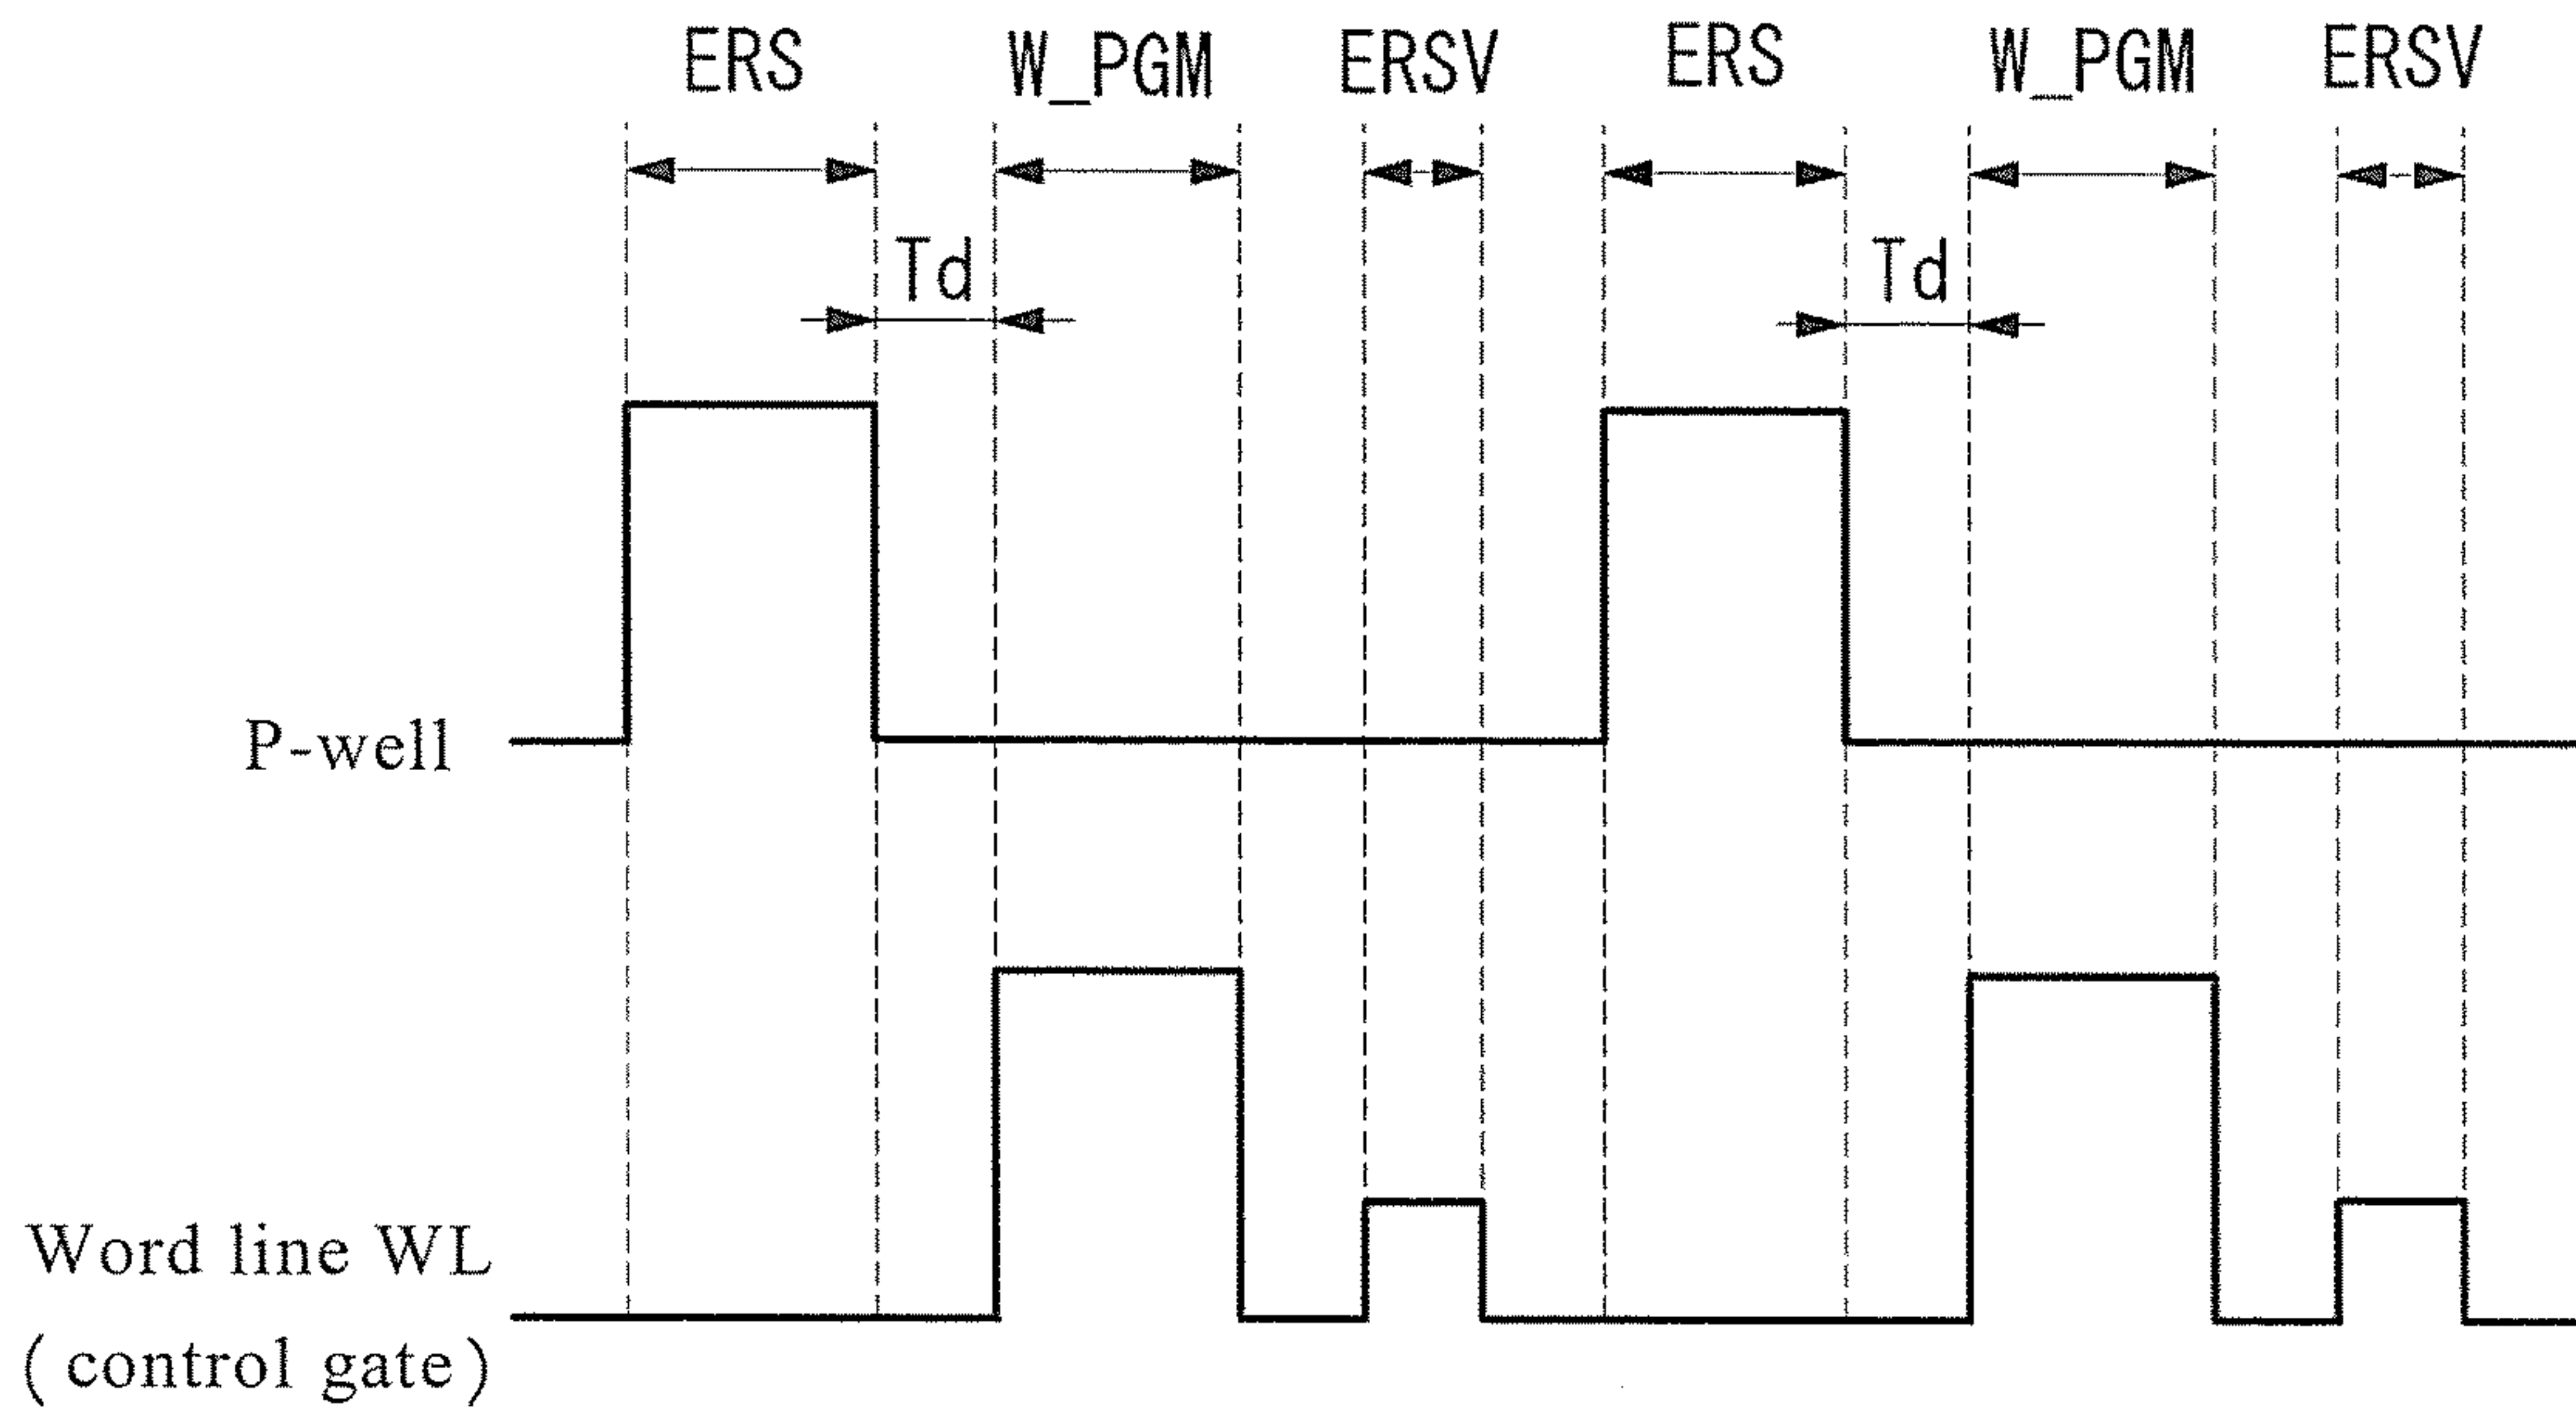 ERS W_PGM ERSV ERS W_PGM ERSV
Td Td
P-well
Word line WL
(control gate)